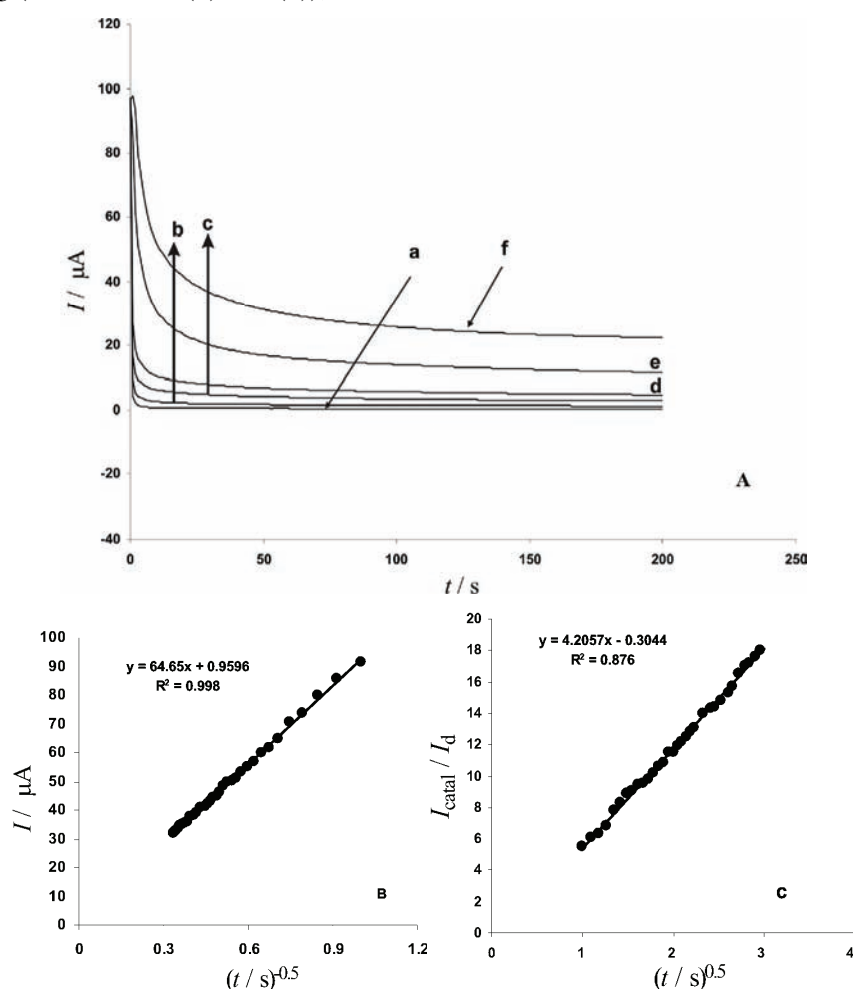 120
100
80
60
40
20
0
-20
-40
I / µA
b
c
a
f
e
d
A
0 50 100 150 200 250
t / s
y = 64.65x + 0.9596
R² = 0.998
100
90
80
70
60
50
40
30
20
10
0
I / µA
B
0 0.3 0.6 0.9 1.2
(t / s)-0.5
y = 4.2057x - 0.3044
R² = 0.876
20
18
16
14
12
10
8
6
4
2
0
Icatal / Id
C
0 1 2 3 4
(t / s)0.5